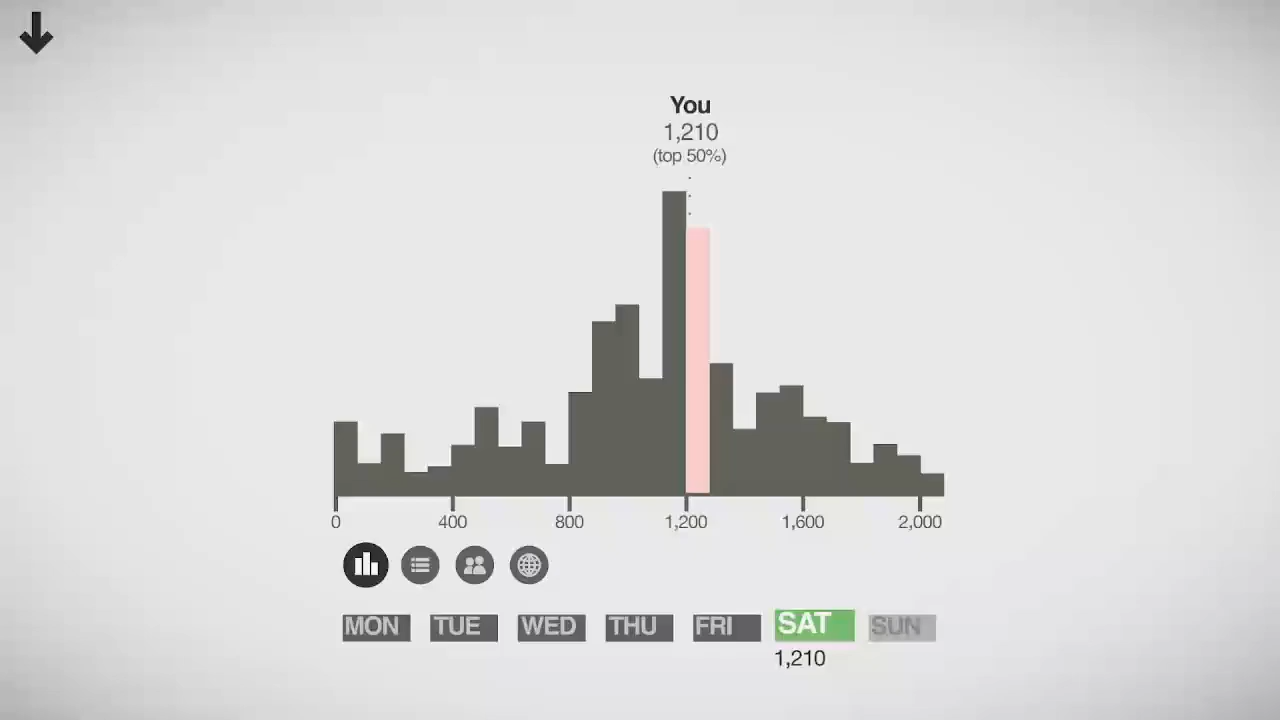 You
1,210
(top 50%)
0 400 800 1,200 1,600 2,000
MON TUE WED THU FRI SAT SUN
1,210